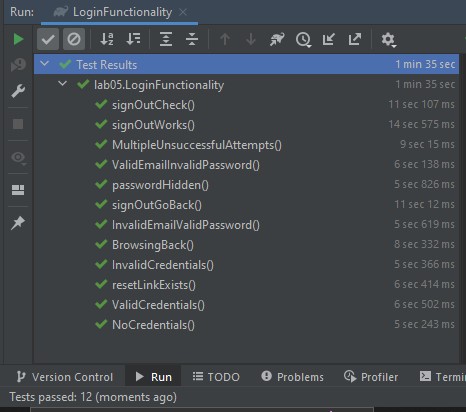 Run: LoginFunctionality ×
Test Results 1 min 35 sec
lab05.LoginFunctionality 1 min 35 sec
signOutCheck() 11 sec 107 ms
signOutWorks() 14 sec 575 ms
MultipleUnsuccessfulAttempts() 9 sec 15 ms
ValidEmailInvalidPassword() 6 sec 138 ms
passwordHidden() 5 sec 826 ms
signOutGoBack() 11 sec 12 ms
InvalidEmailValidPassword() 5 sec 619 ms
BrowsingBack() 8 sec 332 ms
InvalidCredentials() 5 sec 366 ms
resetLinkExists() 6 sec 414 ms
ValidCredentials() 6 sec 502 ms
NoCredentials() 5 sec 243 ms
Version Control Run TODO Problems Profiler Termi
Tests passed: 12 (moments ago)